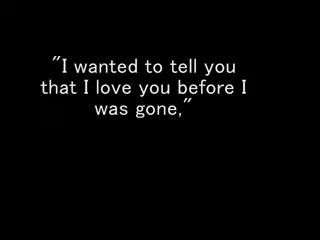 "I wanted to tell you
that I love you before I
was gone,"